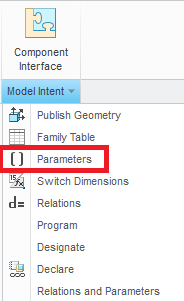 Component
Interface
Model Intent
Publish Geometry
Family Table
Parameters
Switch Dimensions
d= Relations
Program
Designate
Declare
Relations and Parameters